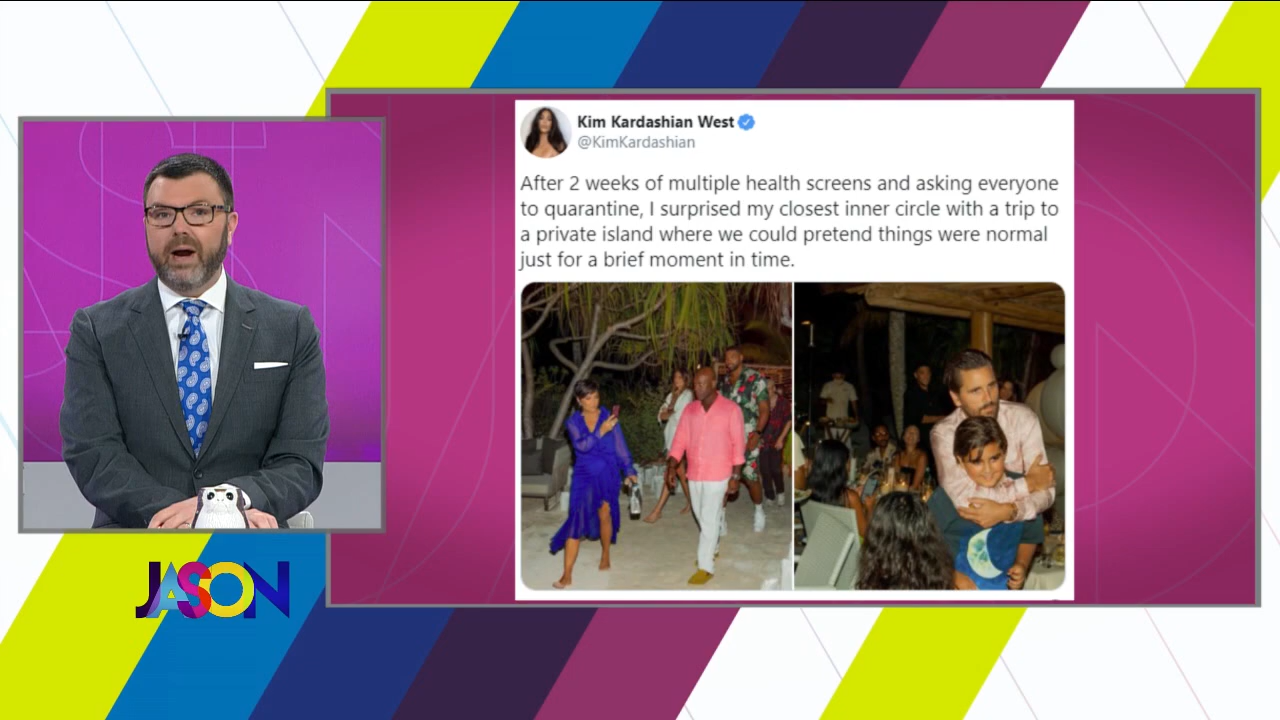 Kim Kardashian West
@KimKardashian
After 2 weeks of multiple health screens and asking everyone
to quarantine, I surprised my closest inner circle with a trip to
a private island where we could pretend things were normal
just for a brief moment in time.
JASON